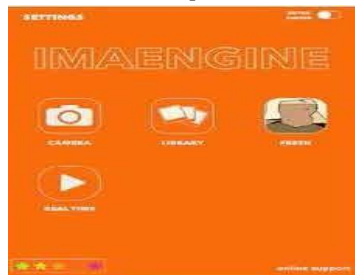 SETTINGS
IMAENGINE
CAMERA
LIBRARY
FRESH
REAL TIME
online support